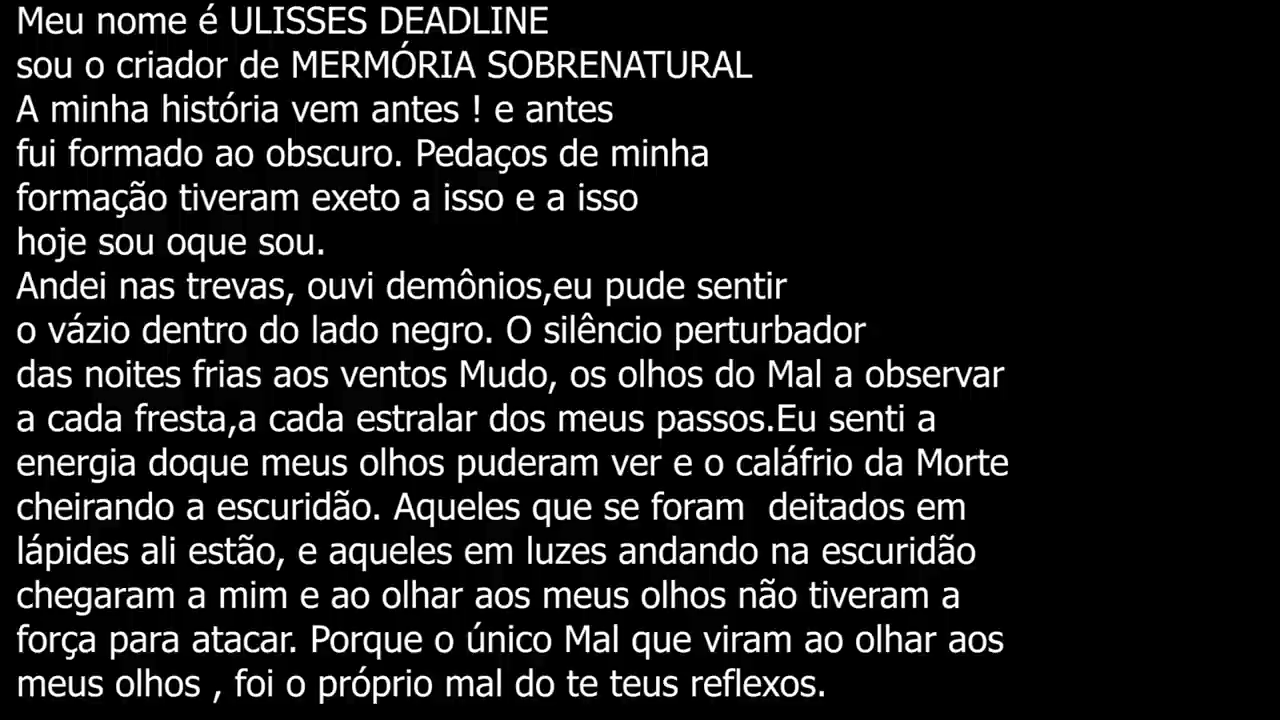 Meu nome é ULISSES DEADLINE
sou o criador de MERMÓRIA SOBRENATURAL
A minha história vem antes ! e antes
fui formado ao obscuro. Pedaços de minha
formação tiveram exeto a isso e a isso
hoje sou oque sou.
Andei nas trevas, ouvi demônios,eu pude sentir
o vázio dentro do lado negro. O silêncio perturbador
das noites frias aos ventos Mudo, os olhos do Mal a observar
a cada fresta,a cada estralar dos meus passos.Eu senti a
energia doque meus olhos puderam ver e o caláfrio da Morte
cheirando a escuridão. Aqueles que se foram  deitados em
lápides ali estão, e aqueles em luzes andando na escuridão
chegaram a mim e ao olhar aos meus olhos não tiveram a
força para atacar. Porque o único Mal que viram ao olhar aos
meus olhos , foi o próprio mal do te teus reflexos.